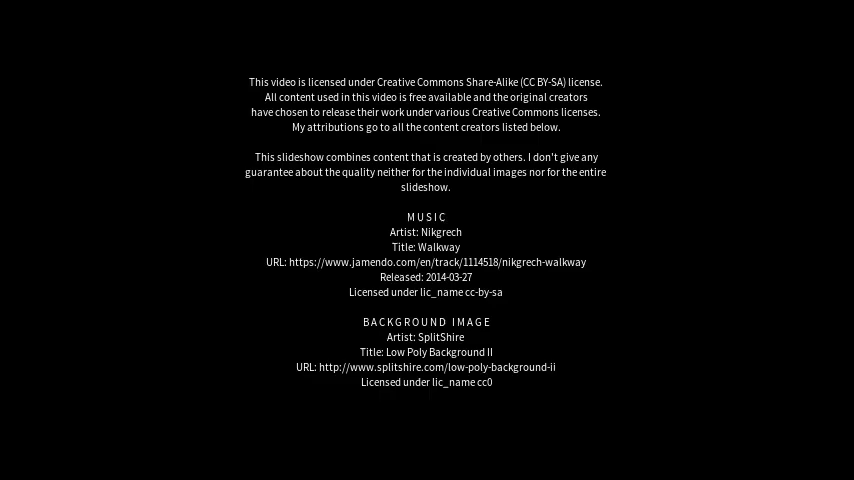 This video is licensed under Creative Commons Share-Alike (CC BY-SA) license.
All content used in this video is free available and the original creators
have chosen to release their work under various Creative Commons licenses.
My attributions go to all the content creators listed below.
This slideshow combines content that is created by others. I don't give any
guarantee about the quality neither for the individual images nor for the entire
slideshow.
MUSIC
Artist: Nikgrech
Title: Walkway
URL: https://www.jamendo.com/en/track/1114518/nikgrech-walkway
Released: 2014-03-27
Licensed under lic_name cc-by-sa
BACKGROUND IMAGE
Artist: SplitShire
Title: Low Poly Background II
URL: http://www.splitshire.com/low-poly-background-ii
Licensed under lic_name cc0